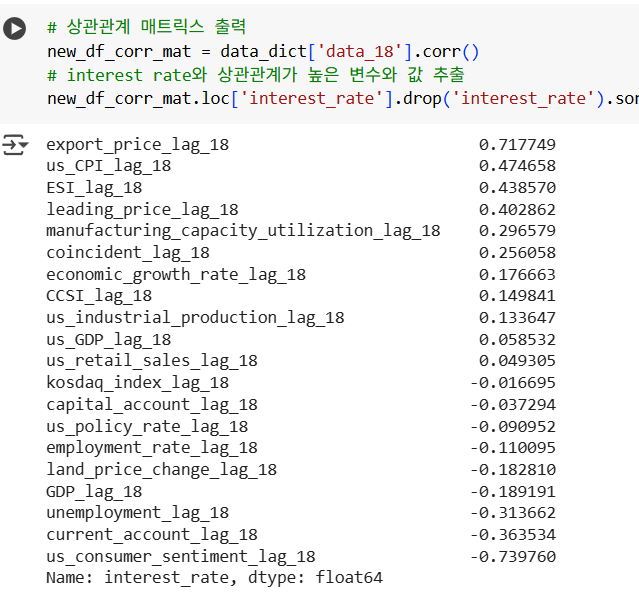 # 상관관계 매트릭스 출력
new_df_corr_mat = data_dict['data_18'].corr()
# interest rate와 상관관계가 높은 변수와 값 추출
new_df_corr_mat.loc['interest_rate'].drop('interest_rate').sor
export_price_lag_18 0.717749
us_CPI_lag_18 0.474658
ESI_lag_18 0.438570
leading_price_lag_18 0.402862
manufacturing_capacity_utilization_lag_18 0.296579
coincident_lag_18 0.256058
economic_growth_rate_lag_18 0.176663
CCSI_lag_18 0.149841
us_industrial_production_lag_18 0.133647
us_GDP_lag_18 0.058532
us_retail_sales_lag_18 0.049305
kosdaq_index_lag_18 -0.016695
capital_account_lag_18 -0.037294
us_policy_rate_lag_18 -0.090952
employment_rate_lag_18 -0.110095
land_price_change_lag_18 -0.182810
GDP_lag_18 -0.189191
unemployment_lag_18 -0.313662
current_account_lag_18 -0.363534
us_consumer_sentiment_lag_18 -0.739760
Name: interest_rate, dtype: float64